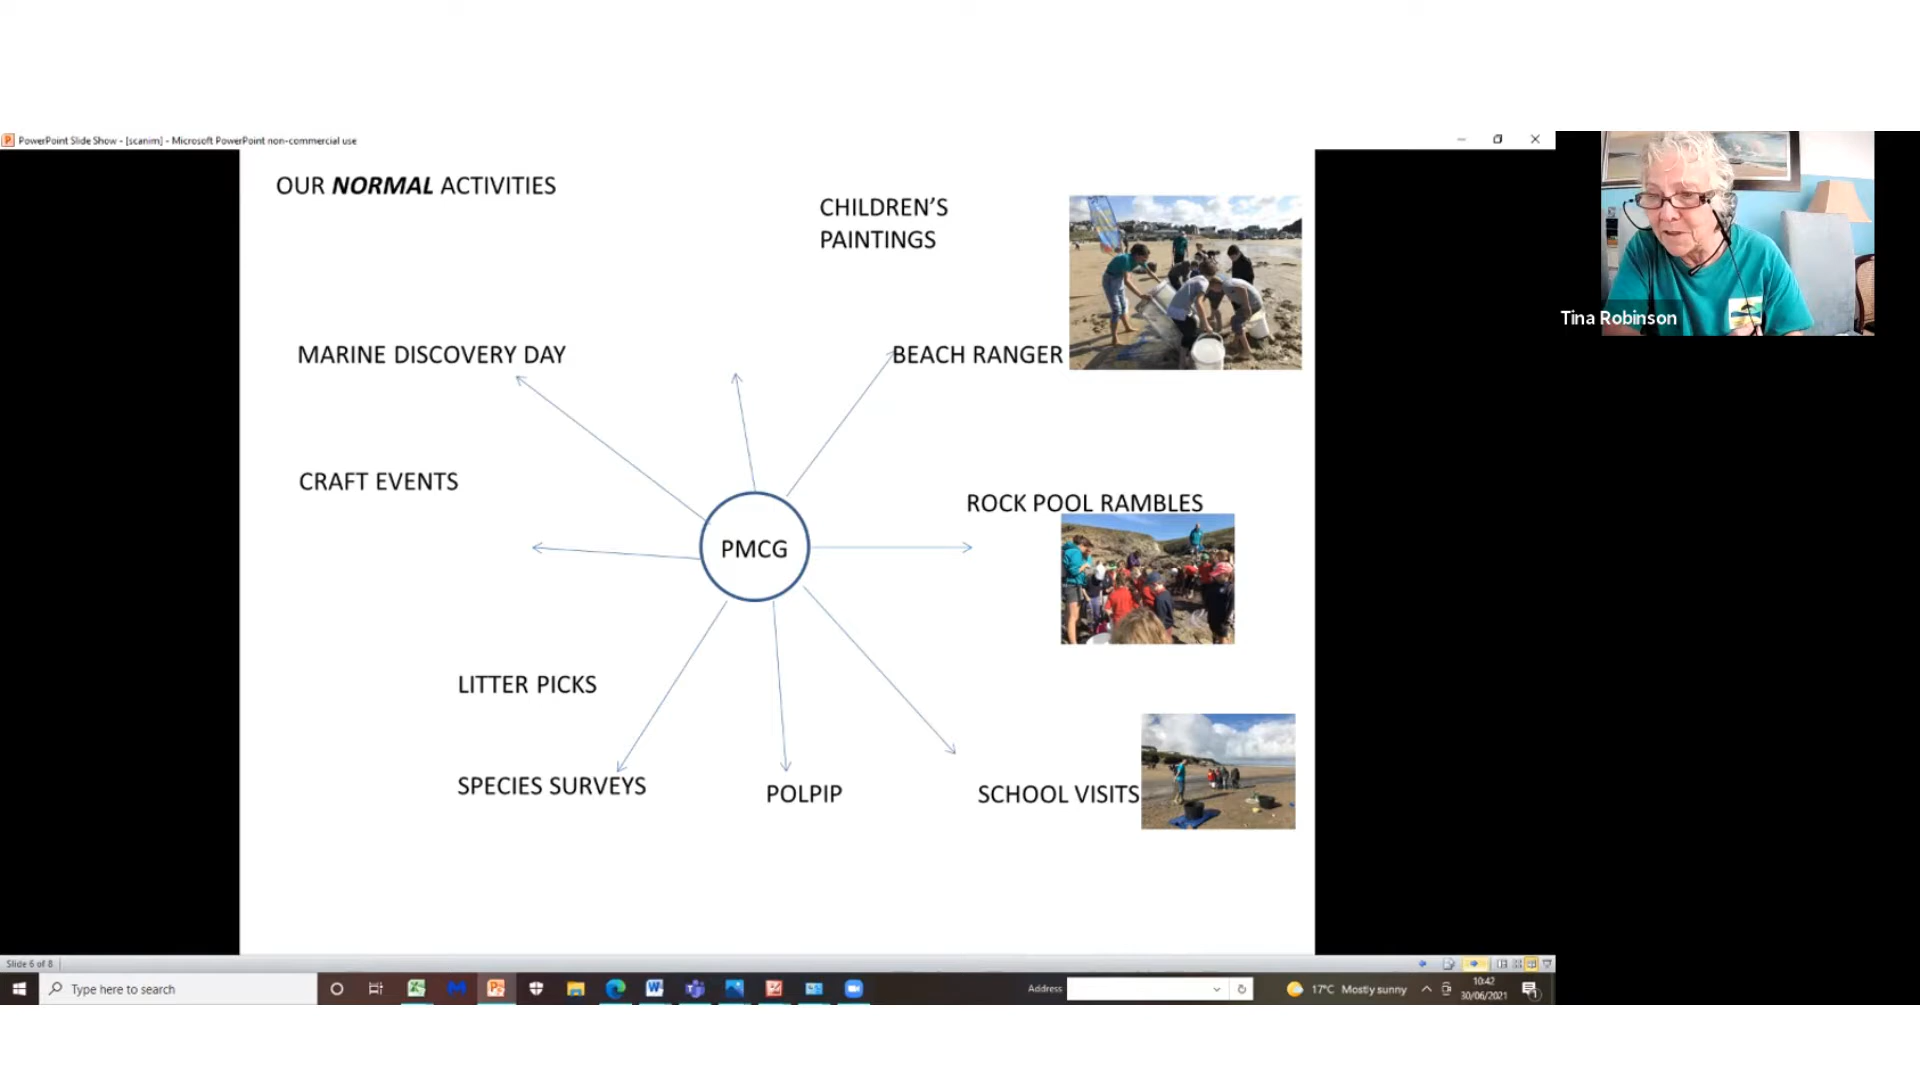 PowerPoint Slide Show - [scanim] - Microsoft PowerPoint non-commercial use
OUR NORMAL ACTIVITIES
CHILDREN'S
PAINTINGS
MARINE DISCOVERY DAY
BEACH RANGER
CRAFT EVENTS
ROCK POOL RAMBLES
PMCG
LITTER PICKS
SPECIES SURVEYS
POLPIP
SCHOOL VISITS
Tina Robinson
Slide 6 of 8
Type here to search
Address
17°C Mostly sunny
10:42
30/06/2021